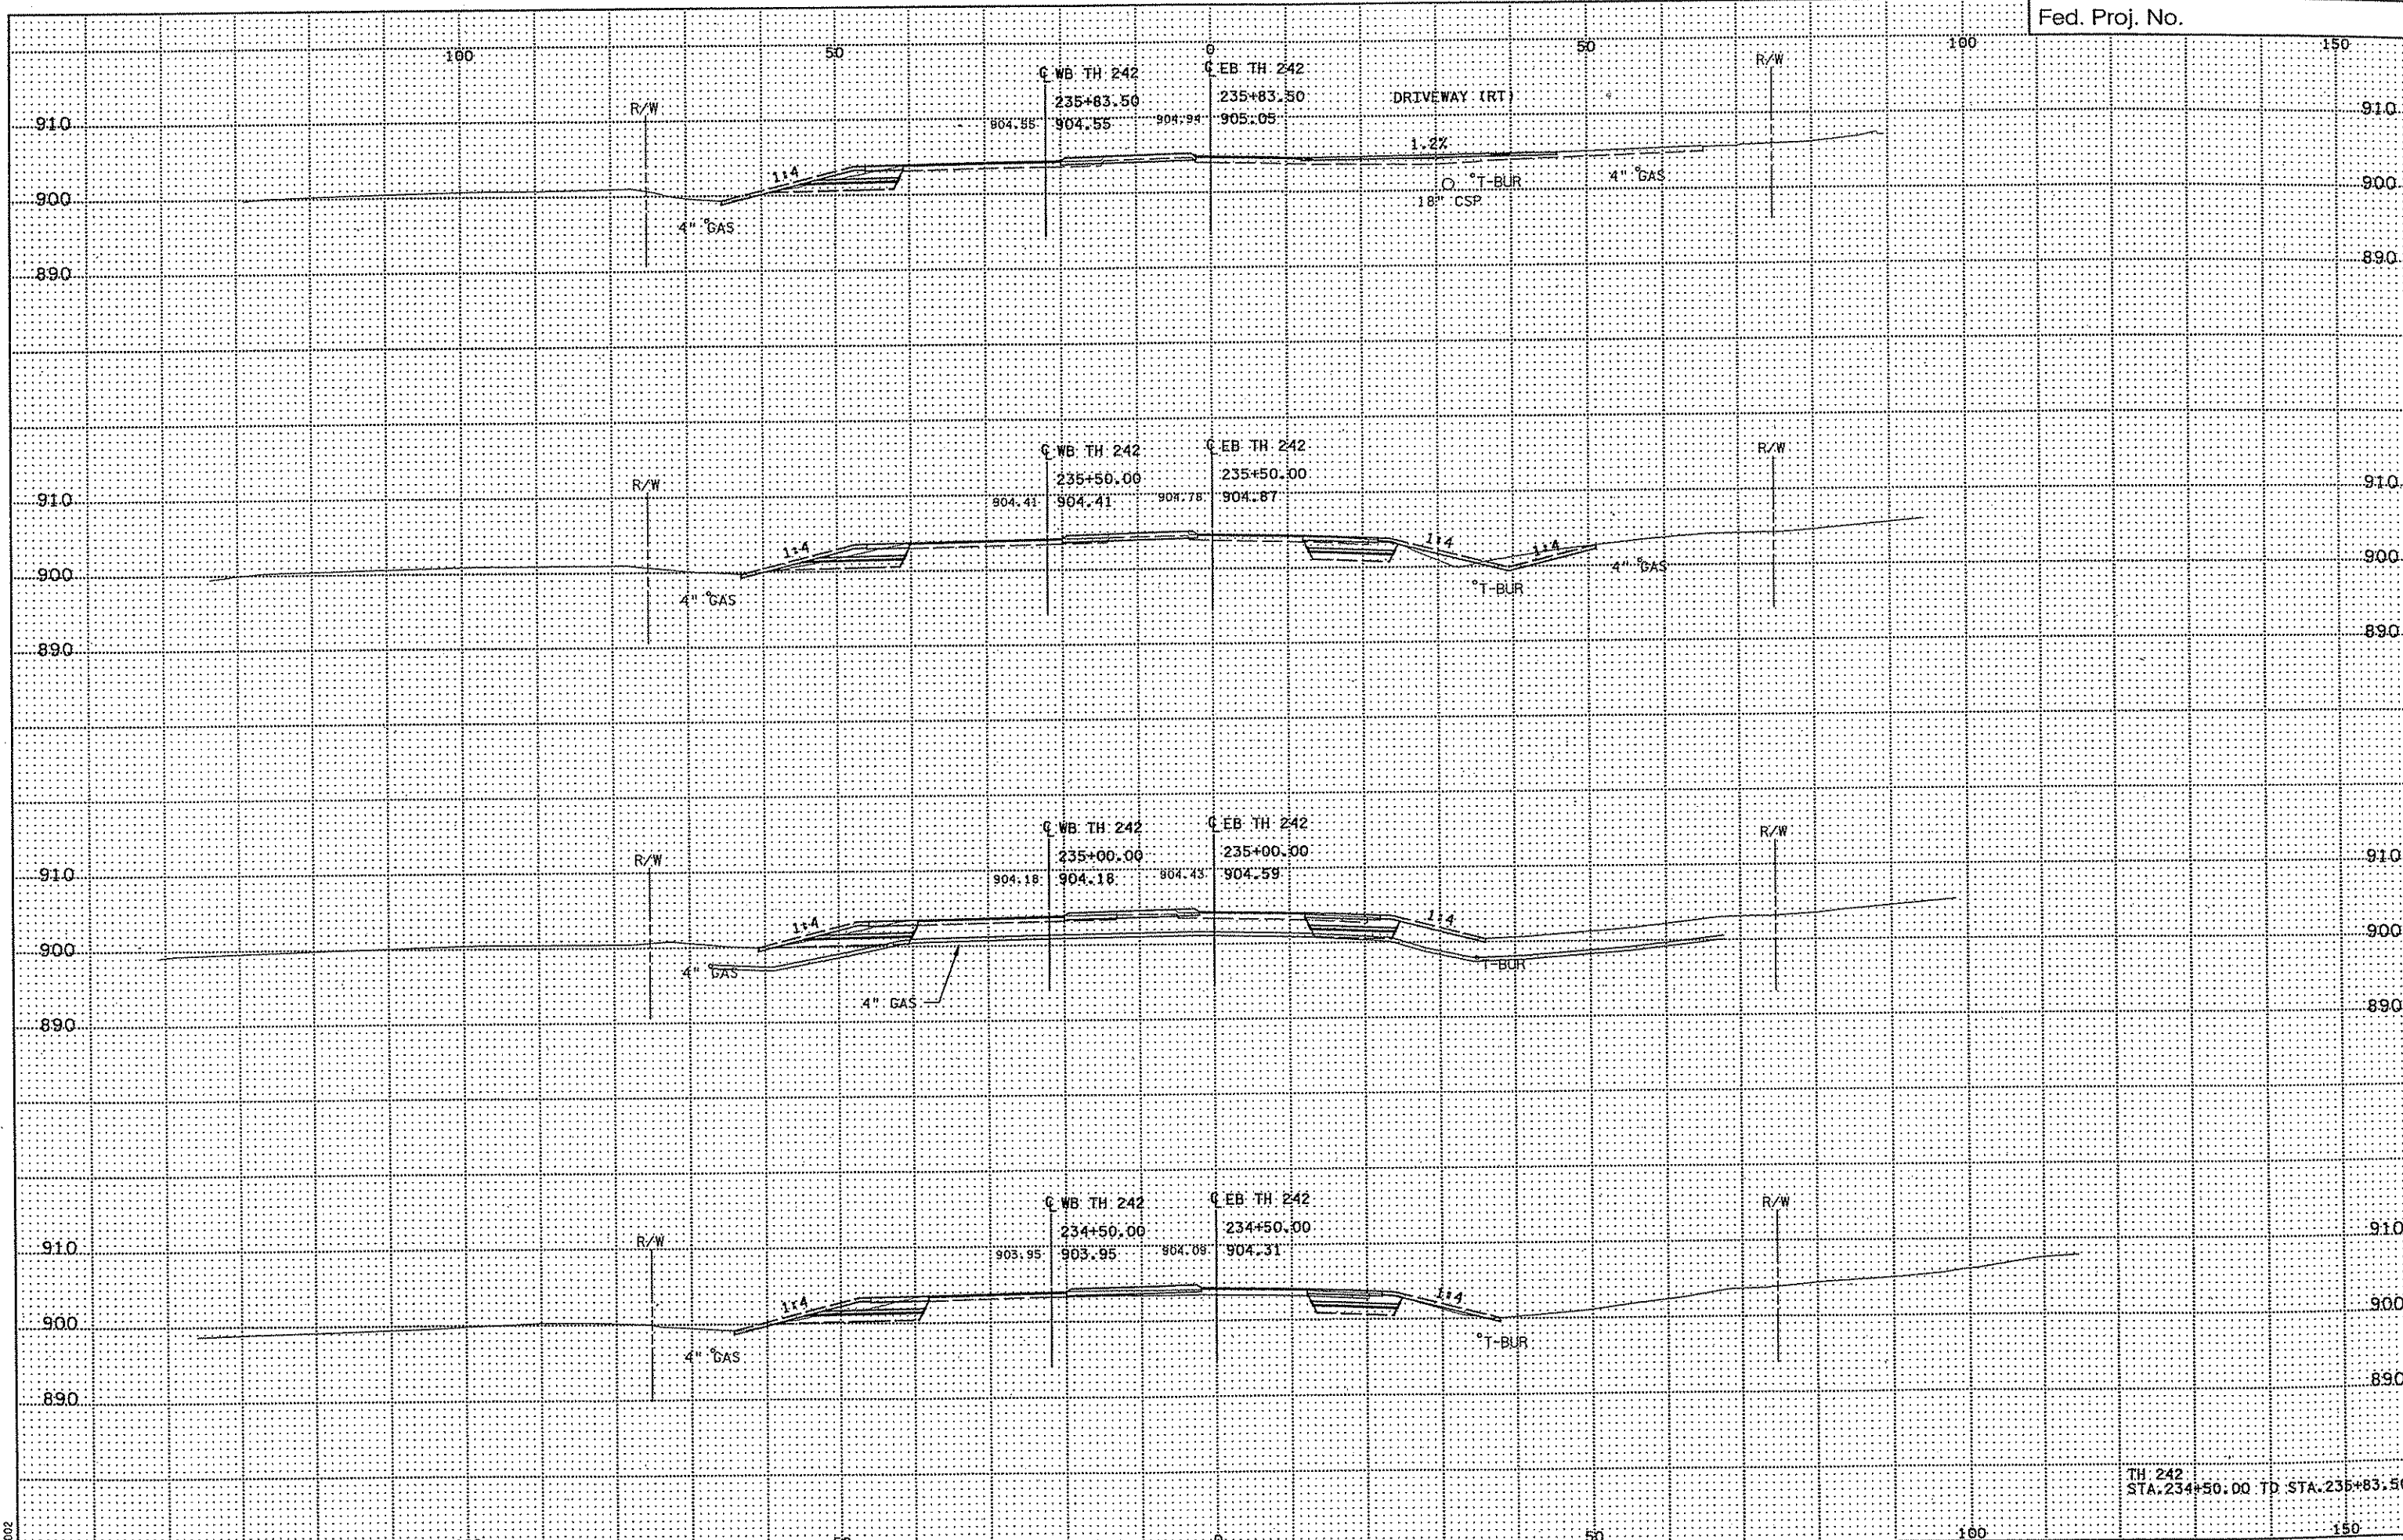 Fed. Proj. No.
100 50 0 50 100 150
R/W ℄ WB TH 242 ℄ EB TH 242 R/W
235+83.50 235+83.50 DRIVEWAY (RT)
910 904.55 904.55 904.94 905.05 910
1:4 1.2%
900 °T-BUR 4" °GAS 900
4" °GAS 18" CSP
890 890
℄ WB TH 242 ℄ EB TH 242 R/W
R/W 235+50.00 235+50.00
910 904.41 904.41 904.78 904.87 910
1:4 1:4 1:4
900 4" °GAS 900
4" °GAS °T-BUR
890 890
℄ WB TH 242 ℄ EB TH 242 R/W
R/W 235+00.00 235+00.00
910 904.18 904.18 904.43 904.59 910
1:4 1:4
900 900
4" GAS °T-BUR
4" GAS
890 890
℄ WB TH 242 ℄ EB TH 242 R/W
R/W 234+50.00 234+50.00
910 903.95 903.95 904.09 904.31 910
1:4 1:4
900 900
4" °GAS °T-BUR
890 890
TH 242
STA.234+50.00 TO STA.235+83.50
002
50 0 50 100 150